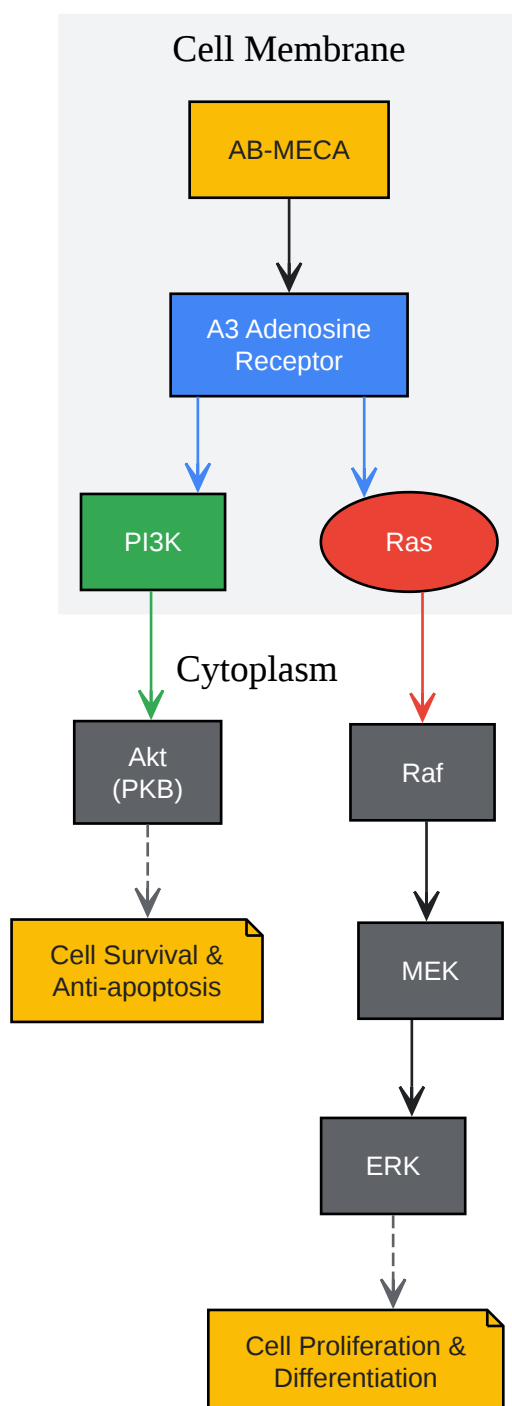 Cell Membrane
AB-MECA
A3 Adenosine
Receptor
PI3K
Ras
Cytoplasm
Akt
(PKB)
Raf
Cell Survival &
Anti-apoptosis
MEK
ERK
Cell Proliferation &
Differentiation